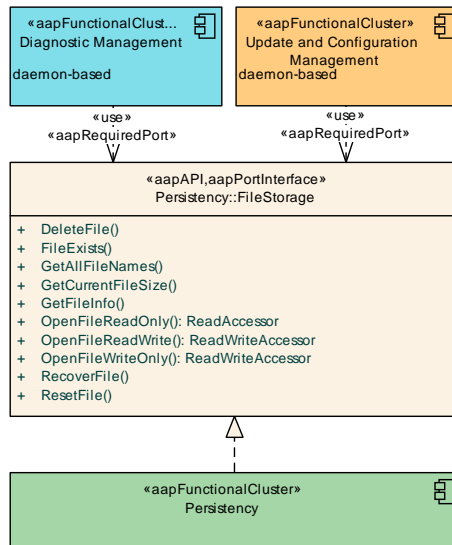 «aapFunctionalClust...
Diagnostic Management
daemon-based
«aapFunctionalCluster»
Update and Configuration
Management
daemon-based
«use»
«aapRequiredPort»
«use»
«aapRequiredPort»
«aapAPI,aapPortInterface»
Persistency::FileStorage
+ DeleteFile()
+ FileExists()
+ GetAllFileNames()
+ GetCurrentFileSize()
+ GetFileInfo()
+ OpenFileReadOnly(): ReadAccessor
+ OpenFileReadWrite(): ReadWriteAccessor
+ OpenFileWriteOnly(): ReadWriteAccessor
+ RecoverFile()
+ ResetFile()
«aapFunctionalCluster»
Persistency